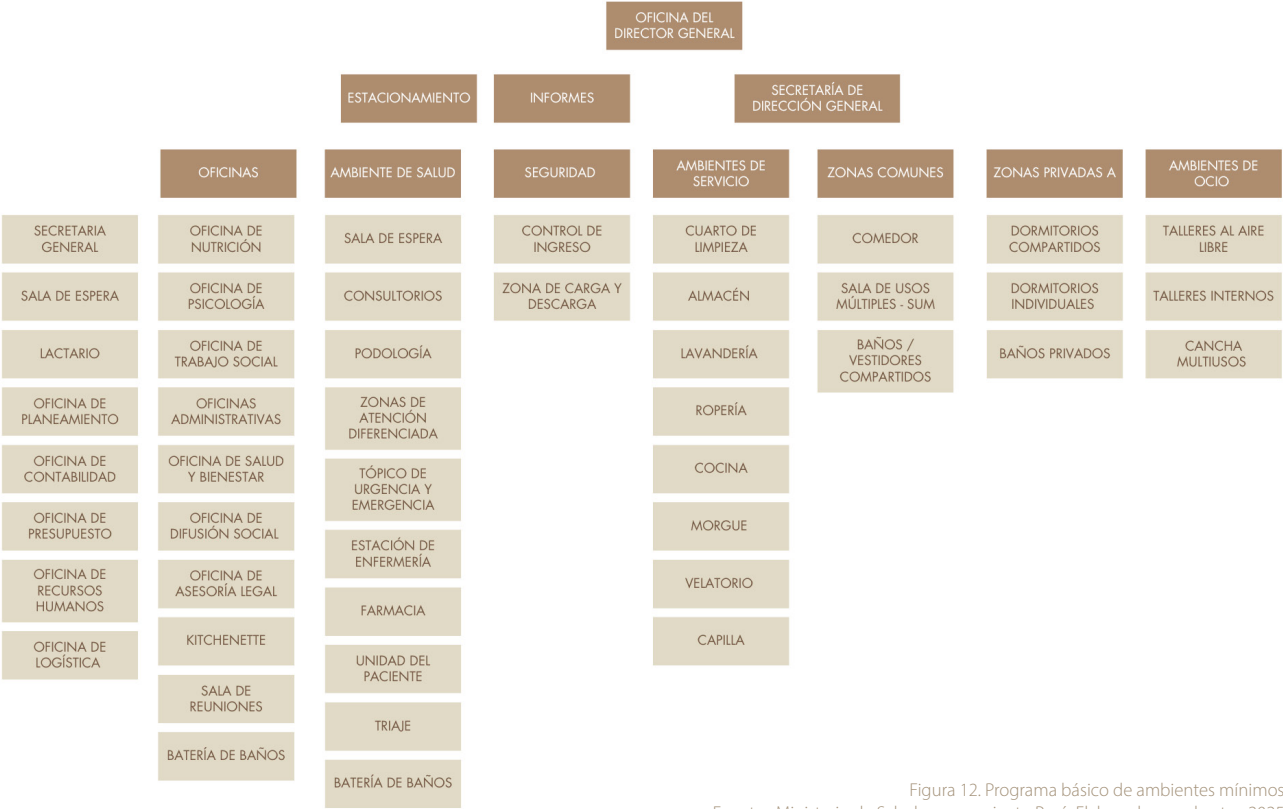 OFICINA DEL
DIRECTOR GENERAL
ESTACIONAMIENTO
INFORMES
SECRETARÍA DE
DIRECCIÓN GENERAL
OFICINAS
AMBIENTE DE SALUD
SEGURIDAD
AMBIENTES DE
SERVICIO
ZONAS COMUNES
ZONAS PRIVADAS A
AMBIENTES DE
OCIO
SECRETARIA
GENERAL
SALA DE ESPERA
LACTARIO
OFICINA DE
PLANEAMIENTO
OFICINA DE
CONTABILIDAD
OFICINA DE
PRESUPUESTO
OFICINA DE
RECURSOS
HUMANOS
OFICINA DE
LOGÍSTICA
OFICINA DE
NUTRICIÓN
OFICINA DE
PSICOLOGÍA
OFICINA DE
TRABAJO SOCIAL
OFICINAS
ADMINISTRATIVAS
OFICINA DE SALUD
Y BIENESTAR
OFICINA DE
DIFUSIÓN SOCIAL
OFICINA DE
ASESORÍA LEGAL
KITCHENETTE
SALA DE
REUNIONES
BATERÍA DE BAÑOS
SALA DE ESPERA
CONSULTORIOS
PODOLOGÍA
ZONAS DE
ATENCIÓN
DIFERENCIADA
TÓPICO DE
URGENCIA Y
EMERGENCIA
ESTACIÓN DE
ENFERMERÍA
FARMACIA
UNIDAD DEL
PACIENTE
TRIAJE
BATERÍA DE BAÑOS
CONTROL DE
INGRESO
ZONA DE CARGA Y
DESCARGA
CUARTO DE
LIMPIEZA
ALMACÉN
LAVANDERÍA
ROPERÍA
COCINA
MORGUE
VELATORIO
CAPILLA
COMEDOR
SALA DE USOS
MÚLTIPLES - SUM
BAÑOS /
VESTIDORES
COMPARTIDOS
DORMITORIOS
COMPARTIDOS
DORMITORIOS
INDIVIDUALES
BAÑOS PRIVADOS
TALLERES AL AIRE
LIBRE
TALLERES INTERNOS
CANCHA
MULTIUSOS
Figura 12. Programa básico de ambientes mínimos